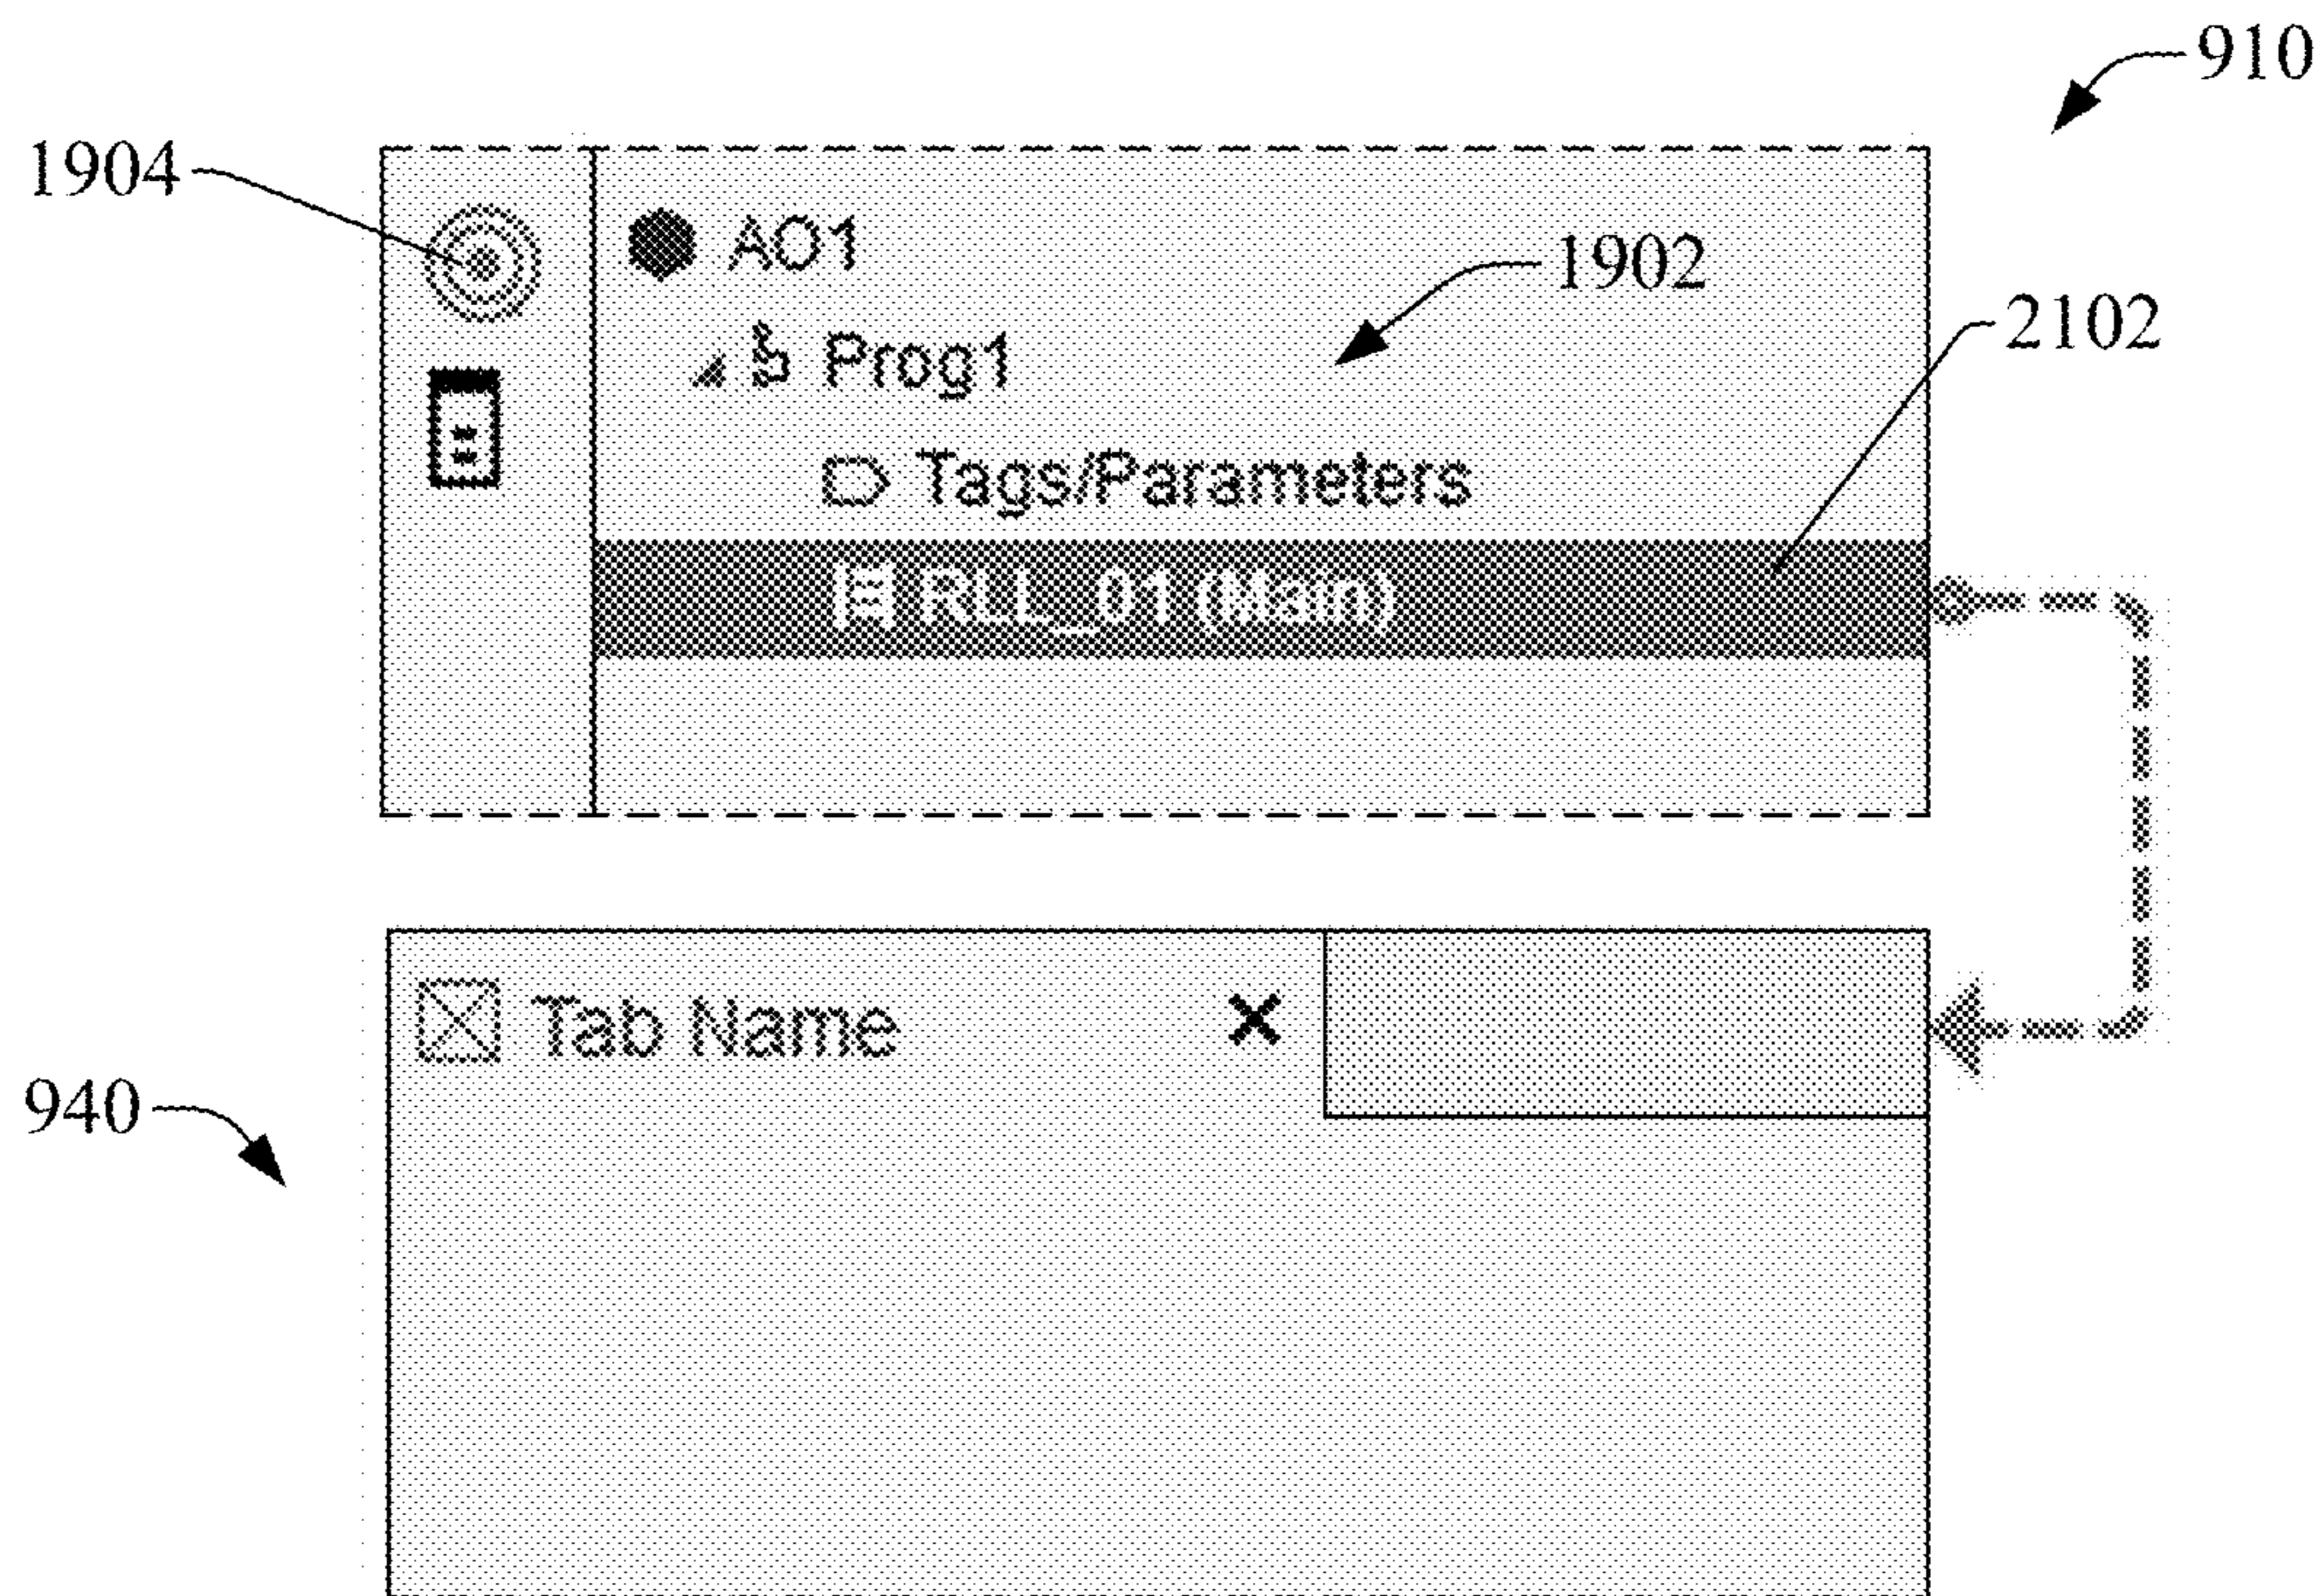 910
1904
AO1
1902
2102
Prog1
Tags/Parameters
RLL_01 (Main)
Tab Name
940